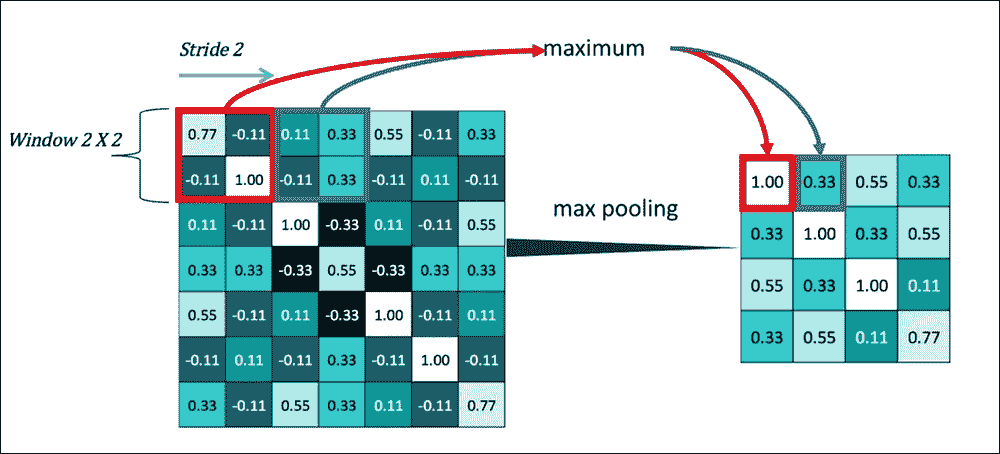 Stride 2
maximum
Window 2 X 2
0.77 -0.11 0.11 0.33 0.55 -0.11 0.33
-0.11 1.00 -0.11 0.33 -0.11 0.11 -0.11
0.11 -0.11 1.00 -0.33 0.11 -0.11 0.55
0.33 0.33 -0.33 0.55 -0.33 0.33 0.33
0.55 -0.11 0.11 -0.33 1.00 -0.11 0.11
-0.11 0.11 -0.11 0.33 -0.11 1.00 -0.11
0.33 -0.11 0.55 0.33 0.11 -0.11 0.77
max pooling
1.00 0.33 0.55 0.33
0.33 1.00 0.33 0.55
0.55 0.33 1.00 0.11
0.33 0.55 0.11 0.77